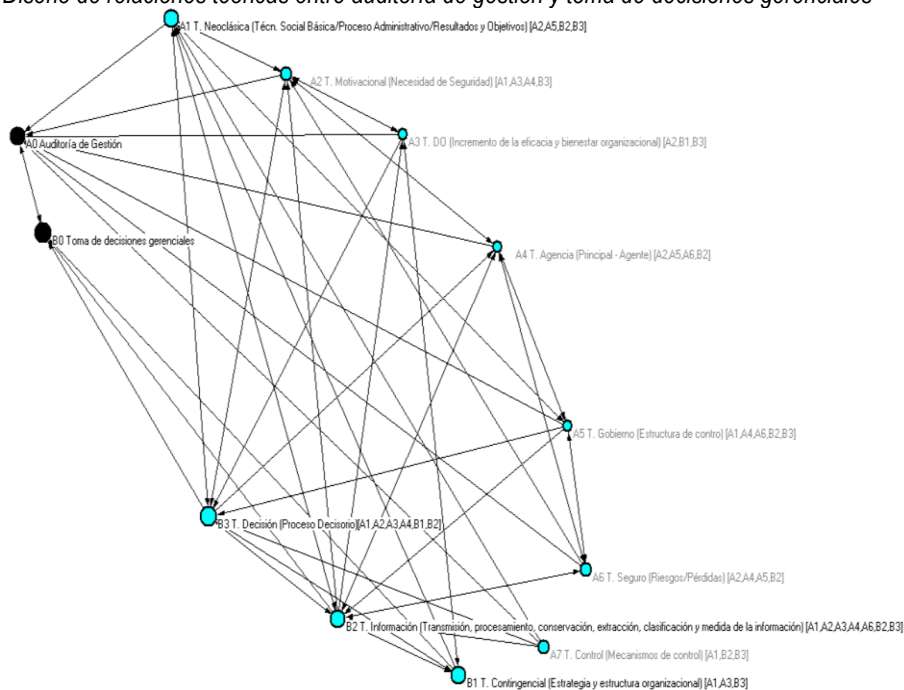 Diseño de relaciones teóricas entre auditoría de gestión y toma de decisiones gerenciales
A1 T. Neoclásica (Técn. Social Básica/Proceso Administrativo/Resultados y Objetivos) [A2,A5,B2,B3]
A2 T. Motivacional (Necesidad de Seguridad) [A1,A3,A4,B3]
A3 T. DO (Incremento de la eficacia y bienestar organizacional) [A2,B1,B3]
A0 Auditoría de Gestión
B0 Toma de decisiones gerenciales
A4 T. Agencia (Principal - Agente) [A2,A5,A6,B2]
A5 T. Gobierno (Estructura de contro) [A1,A4,A6,B2,B3]
B3 T. Decisión (Proceso Decisorio)[A1,A2,A3,A4,B1,B2]
A6 T. Seguro (Riesgos/Pérdidas) [A2,A4,A5,B2]
B2 T. Información (Transmisión, procesamiento, conservación, extracción, clasificación y medida de la información) [A1,A2,A3,A4,A6,B2,B3]
A7 T. Control (Mecanismos de control) [A1,B2,B3]
B1 T. Contingencial (Estrategia y estructura organizacional) [A1,A3,B3]